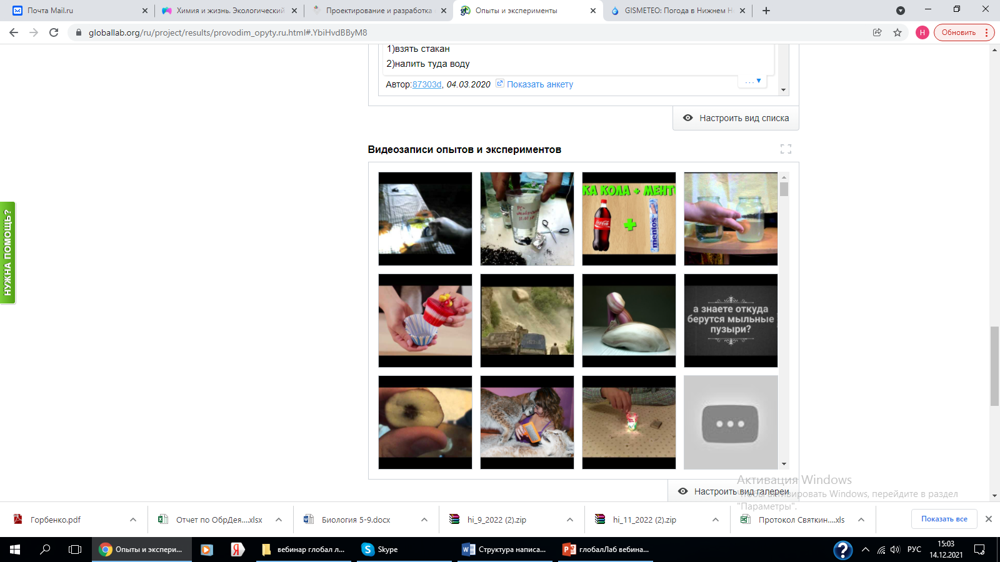 Почта Mail.ru
Химия и жизнь. Экологический
Проектирование и разработка
Опыты и эксперименты
GISMETEO: Погода в Нижнем Н
globallab.org/ru/project/results/provodim_opyty.ru.html#.YbiHvdBByM8
Н
Обновить
1)взять стакан
2)налить туда воду
Автор:87303d, 04.03.2020 Показать анкету
...▼
Настроить вид списка
Видеозаписи опытов и экспериментов
НУЖНА ПОМОЩЬ?
КА КОЛА + МЕНТ
Coca-Cola
mentos
а знаете откуда
берутся мыльные
пузыри?
Настроить вид галереи
Активация Windows
Чтобы активировать Windows, перейдите в раздел
"Параметры".
Горбенко.pdf
Отчет по ОбрДея....xlsx
Биология 5-9.docx
hi_9_2022 (2).zip
hi_11_2022 (2).zip
Протокол Святкин....xls
Показать все
Опыты и экспери...
Я
вебинар глобал л...
Skype
Структура написа...
глобалЛаб вебина...
РУС
15:03
14.12.2021